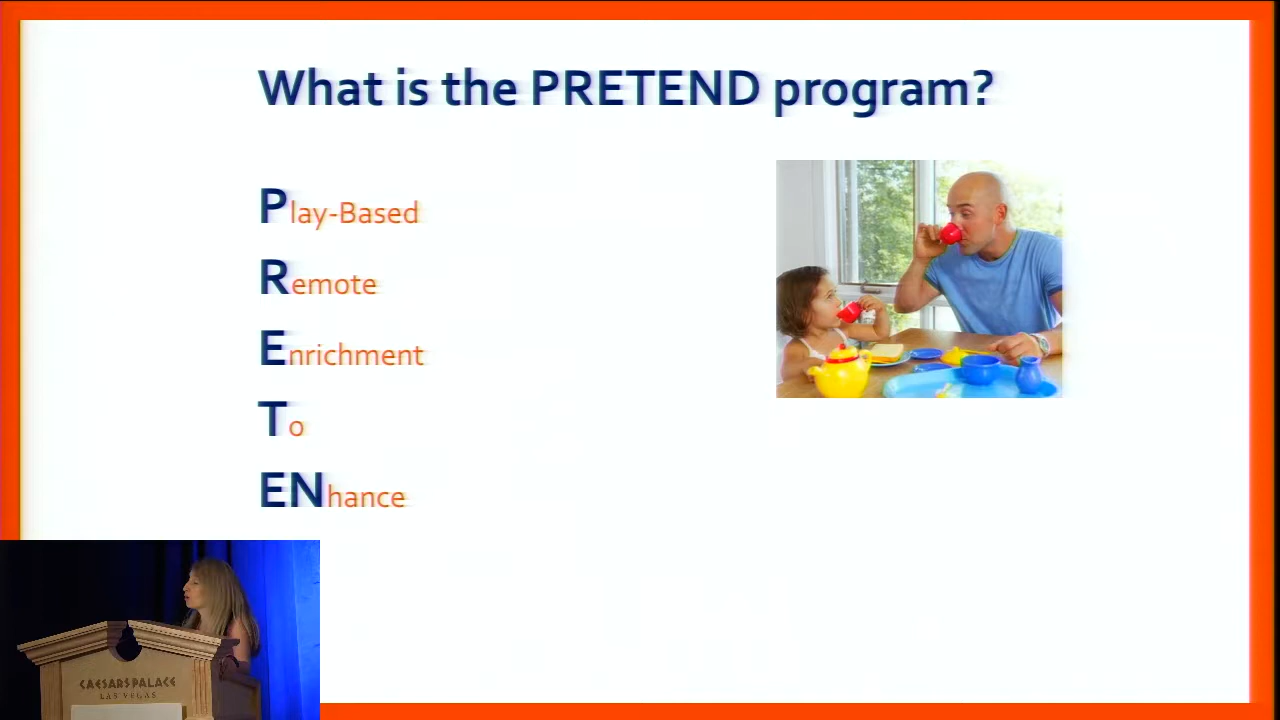 What is the PRETEND program?
Play-Based
Remote
Enrichment
To
ENhance
CAESARS PALACE
LAS VEGAS